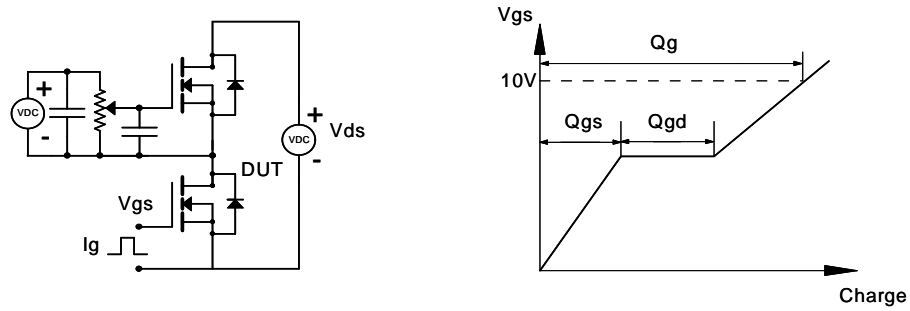 +
VDC
-
+
VDC
-
Vds
DUT
Vgs
Ig
Vgs
Qg
10V
Qgs
Qgd
Charge